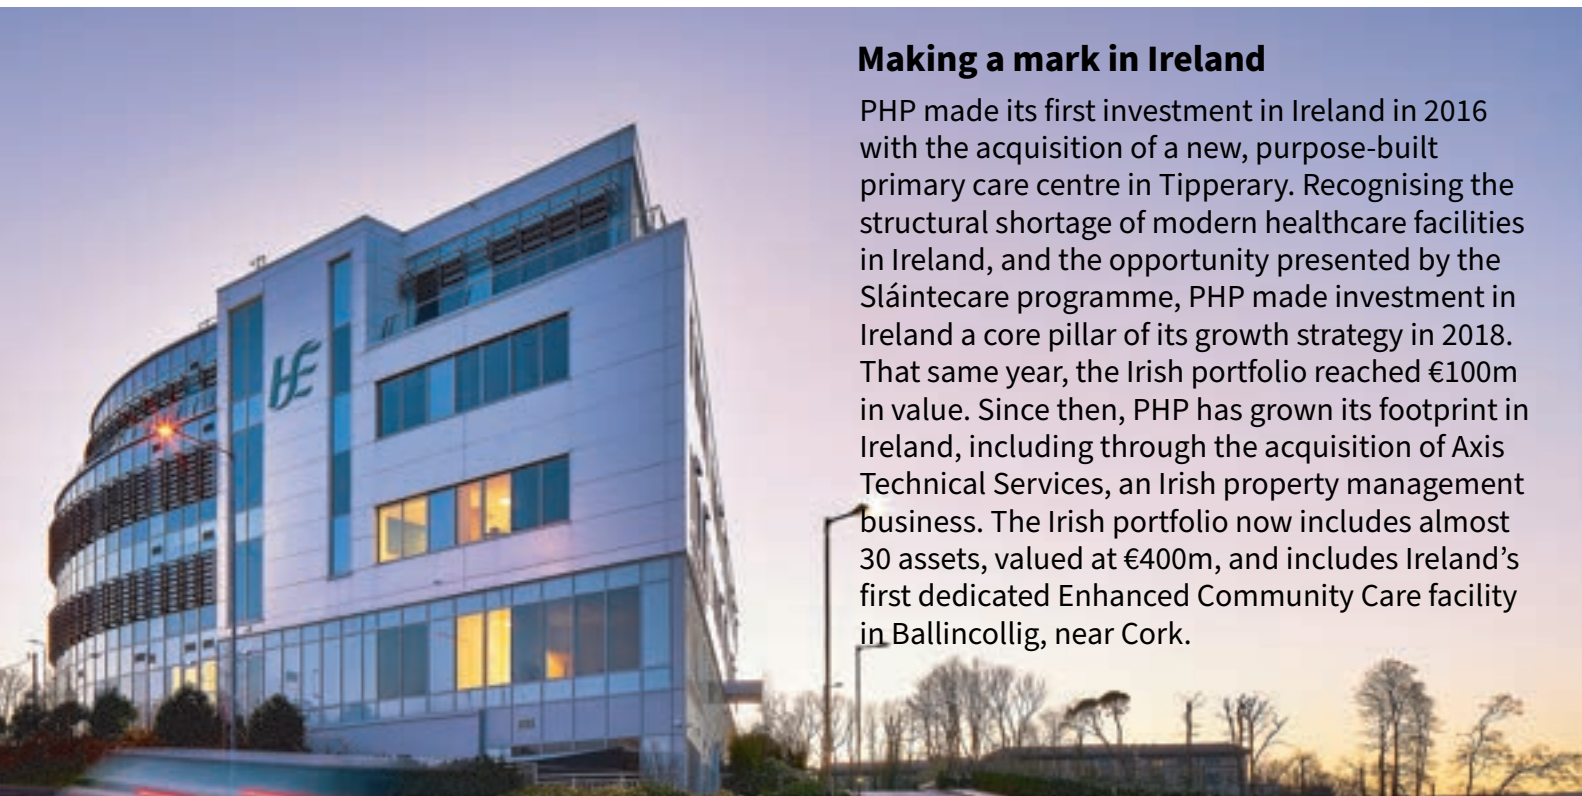 Making a mark in Ireland
PHP made its first investment in Ireland in 2016
with the acquisition of a new, purpose-built
primary care centre in Tipperary. Recognising the
structural shortage of modern healthcare facilities
in Ireland, and the opportunity presented by the
Sláintecare programme, PHP made investment in
Ireland a core pillar of its growth strategy in 2018.
That same year, the Irish portfolio reached €100m
in value. Since then, PHP has grown its footprint in
Ireland, including through the acquisition of Axis
Technical Services, an Irish property management
business. The Irish portfolio now includes almost
30 assets, valued at €400m, and includes Ireland’s
first dedicated Enhanced Community Care facility
in Ballincollig, near Cork.